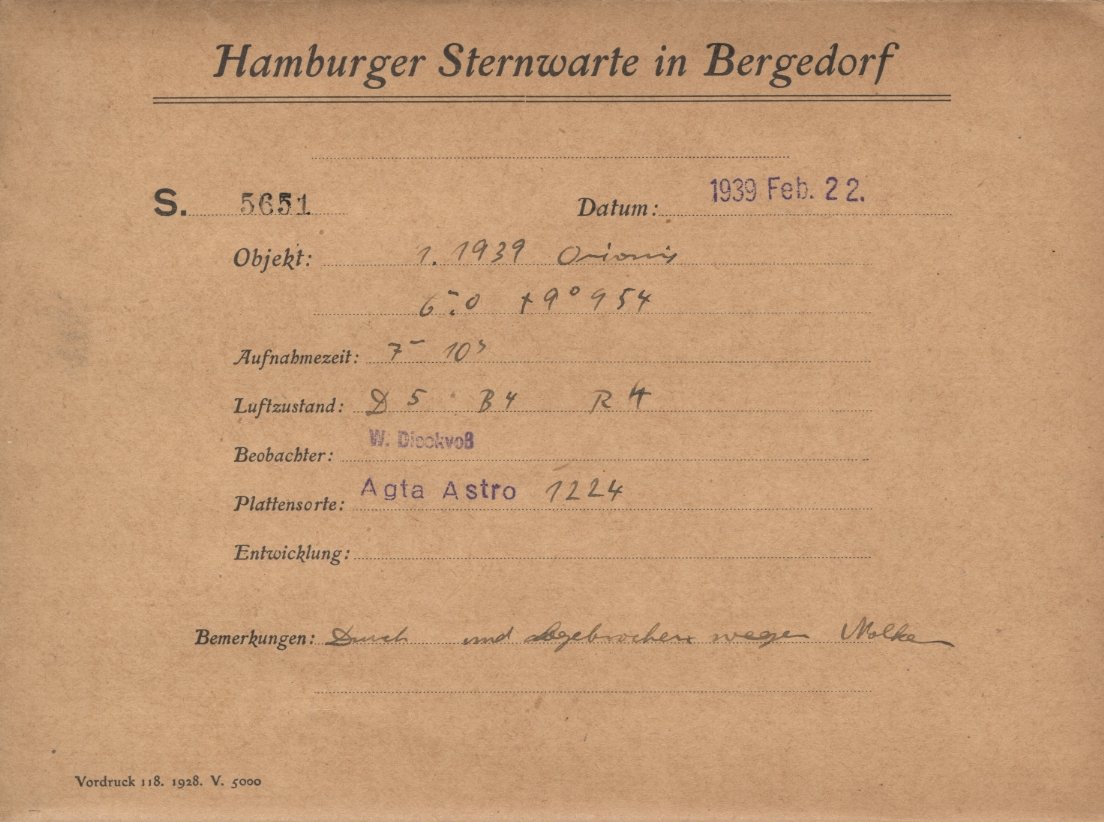 Hamburger Sternwarte in Bergedorf
S. 5651 Datum: 1939 Feb. 22.
Objekt: 1. 1939 Orionis
6 .0 +9° 954
Aufnahmezeit: 7 10
Luftzustand: D 5 B 4 R 4
Beobachter: W. Dieckvoß
Plattensorte: Agfa Astro 1224
Entwicklung:
Bemerkungen: Durch und abgebrochen wegen Wolken
Vordruck 118. 1928. V. 5000